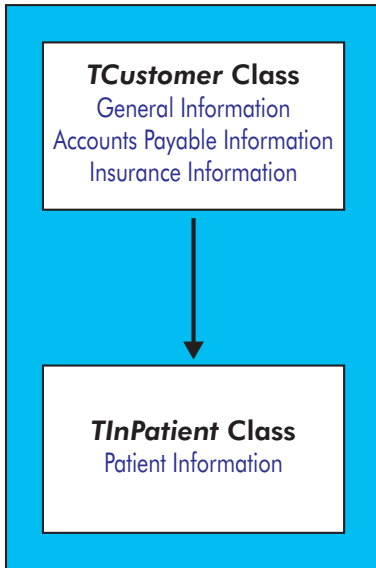 TCustomer Class
General Information
Accounts Payable Information
Insurance Information
TInPatient Class
Patient Information